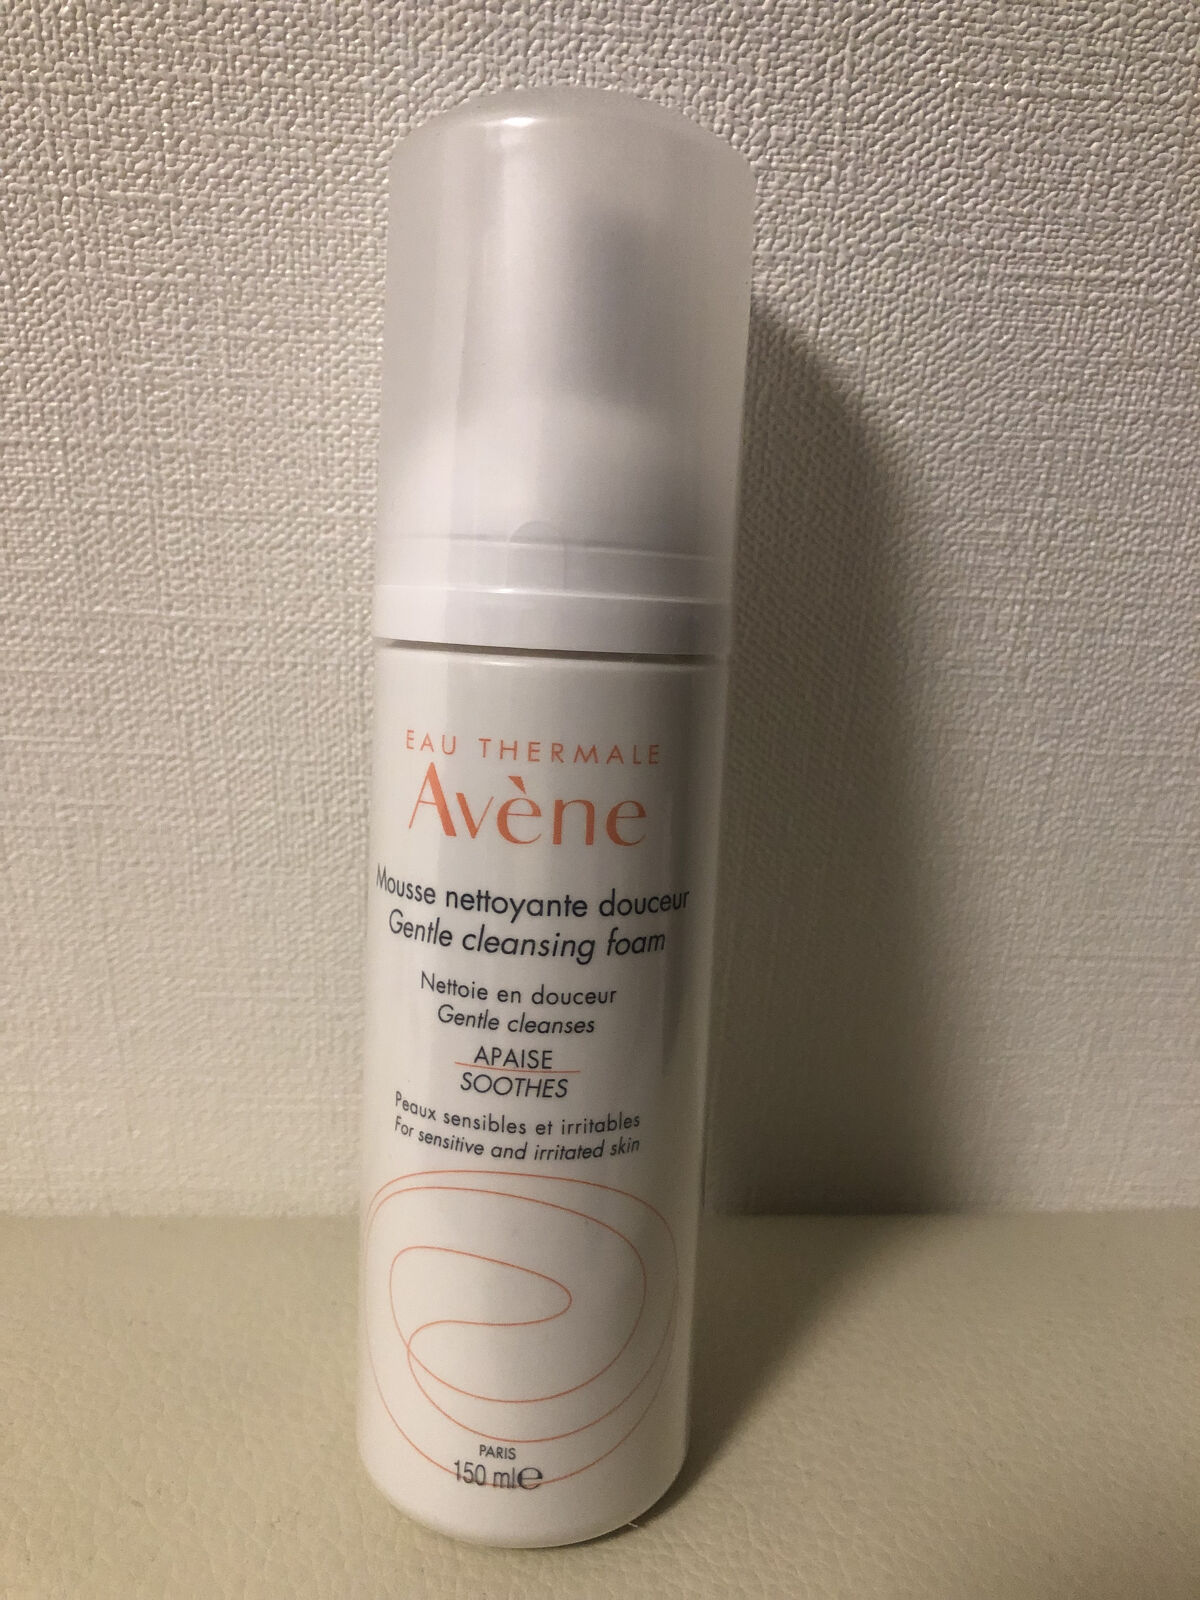 EAU THERMALE
Avène
Mousse nettoyante douceur
Gentle cleansing foam
Nettoie en douceur
Gentle cleanses
APAISE
SOOTHES
Peaux sensibles et irritables
For sensitive and irritated skin
PARIS
150 ml℮